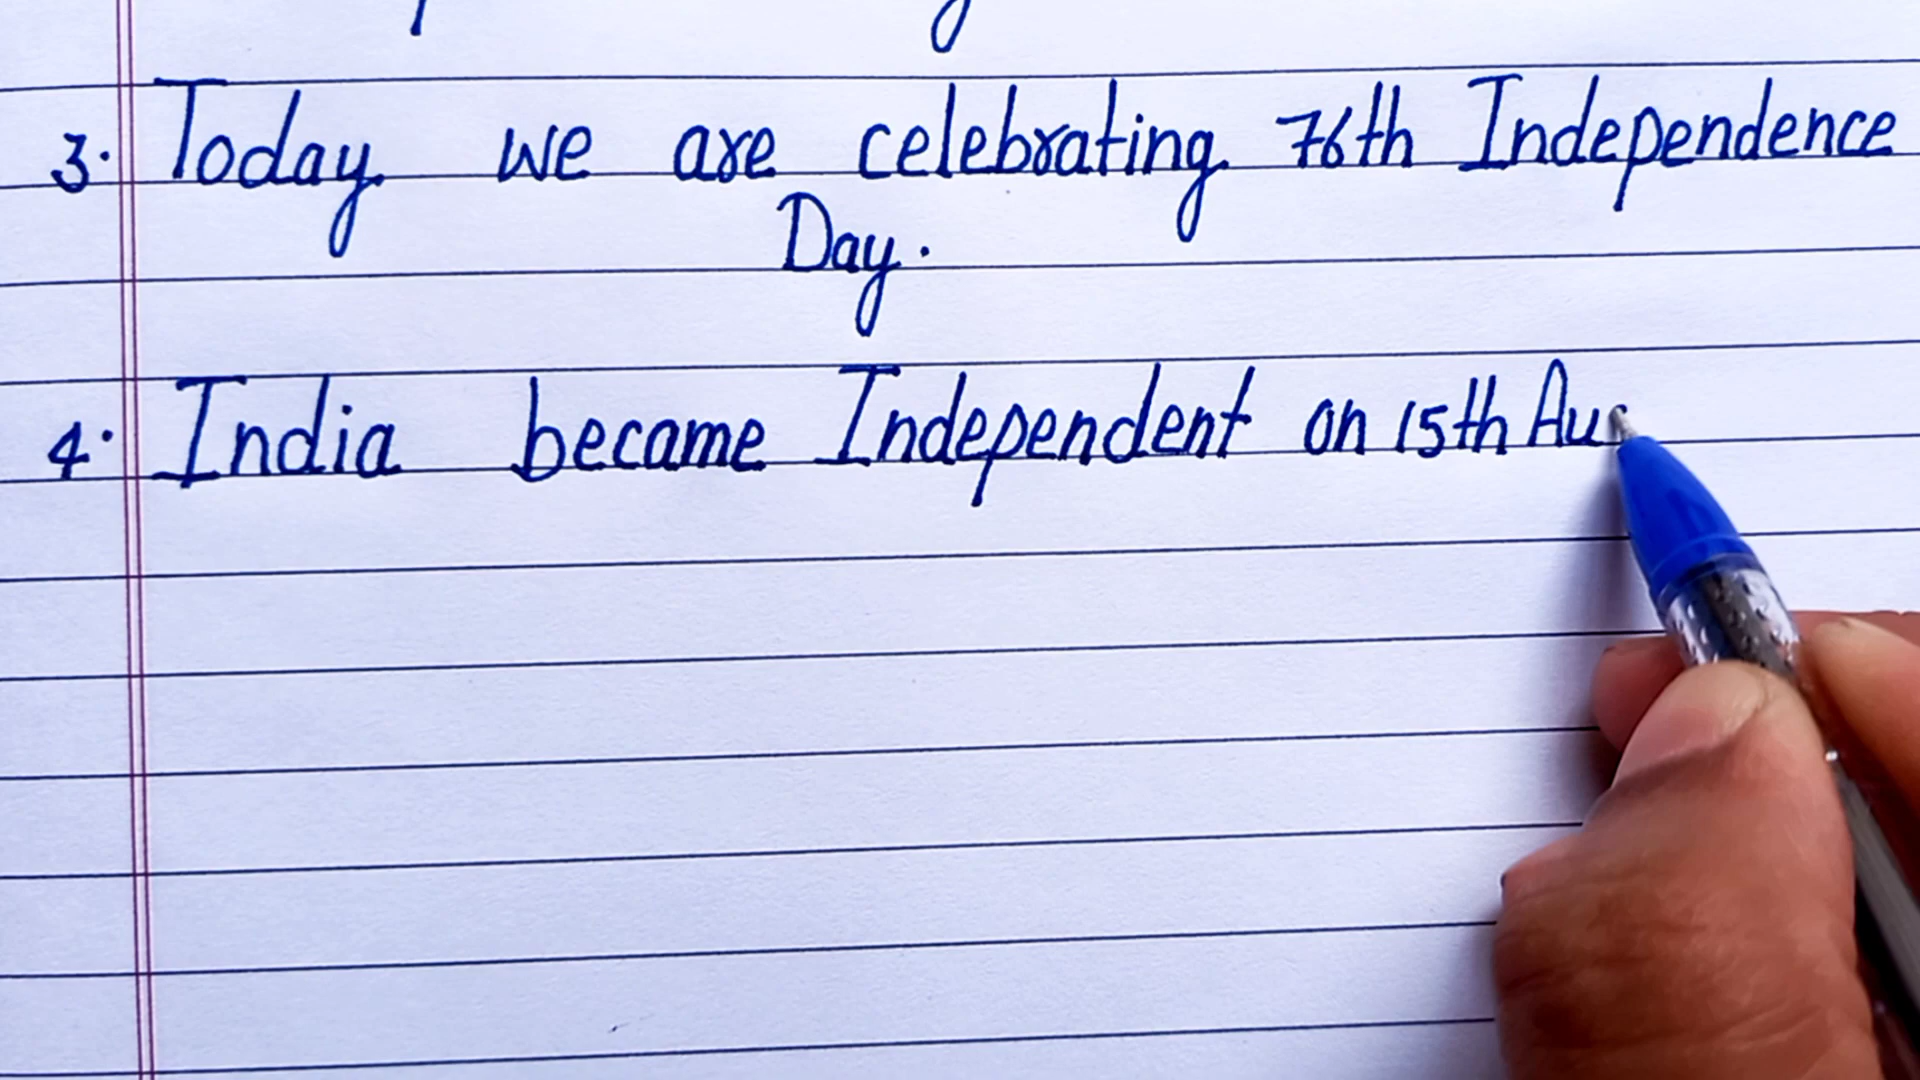 3. Today we are celebrating 76th Independence
Day.
4. India became Independent on 15th Au